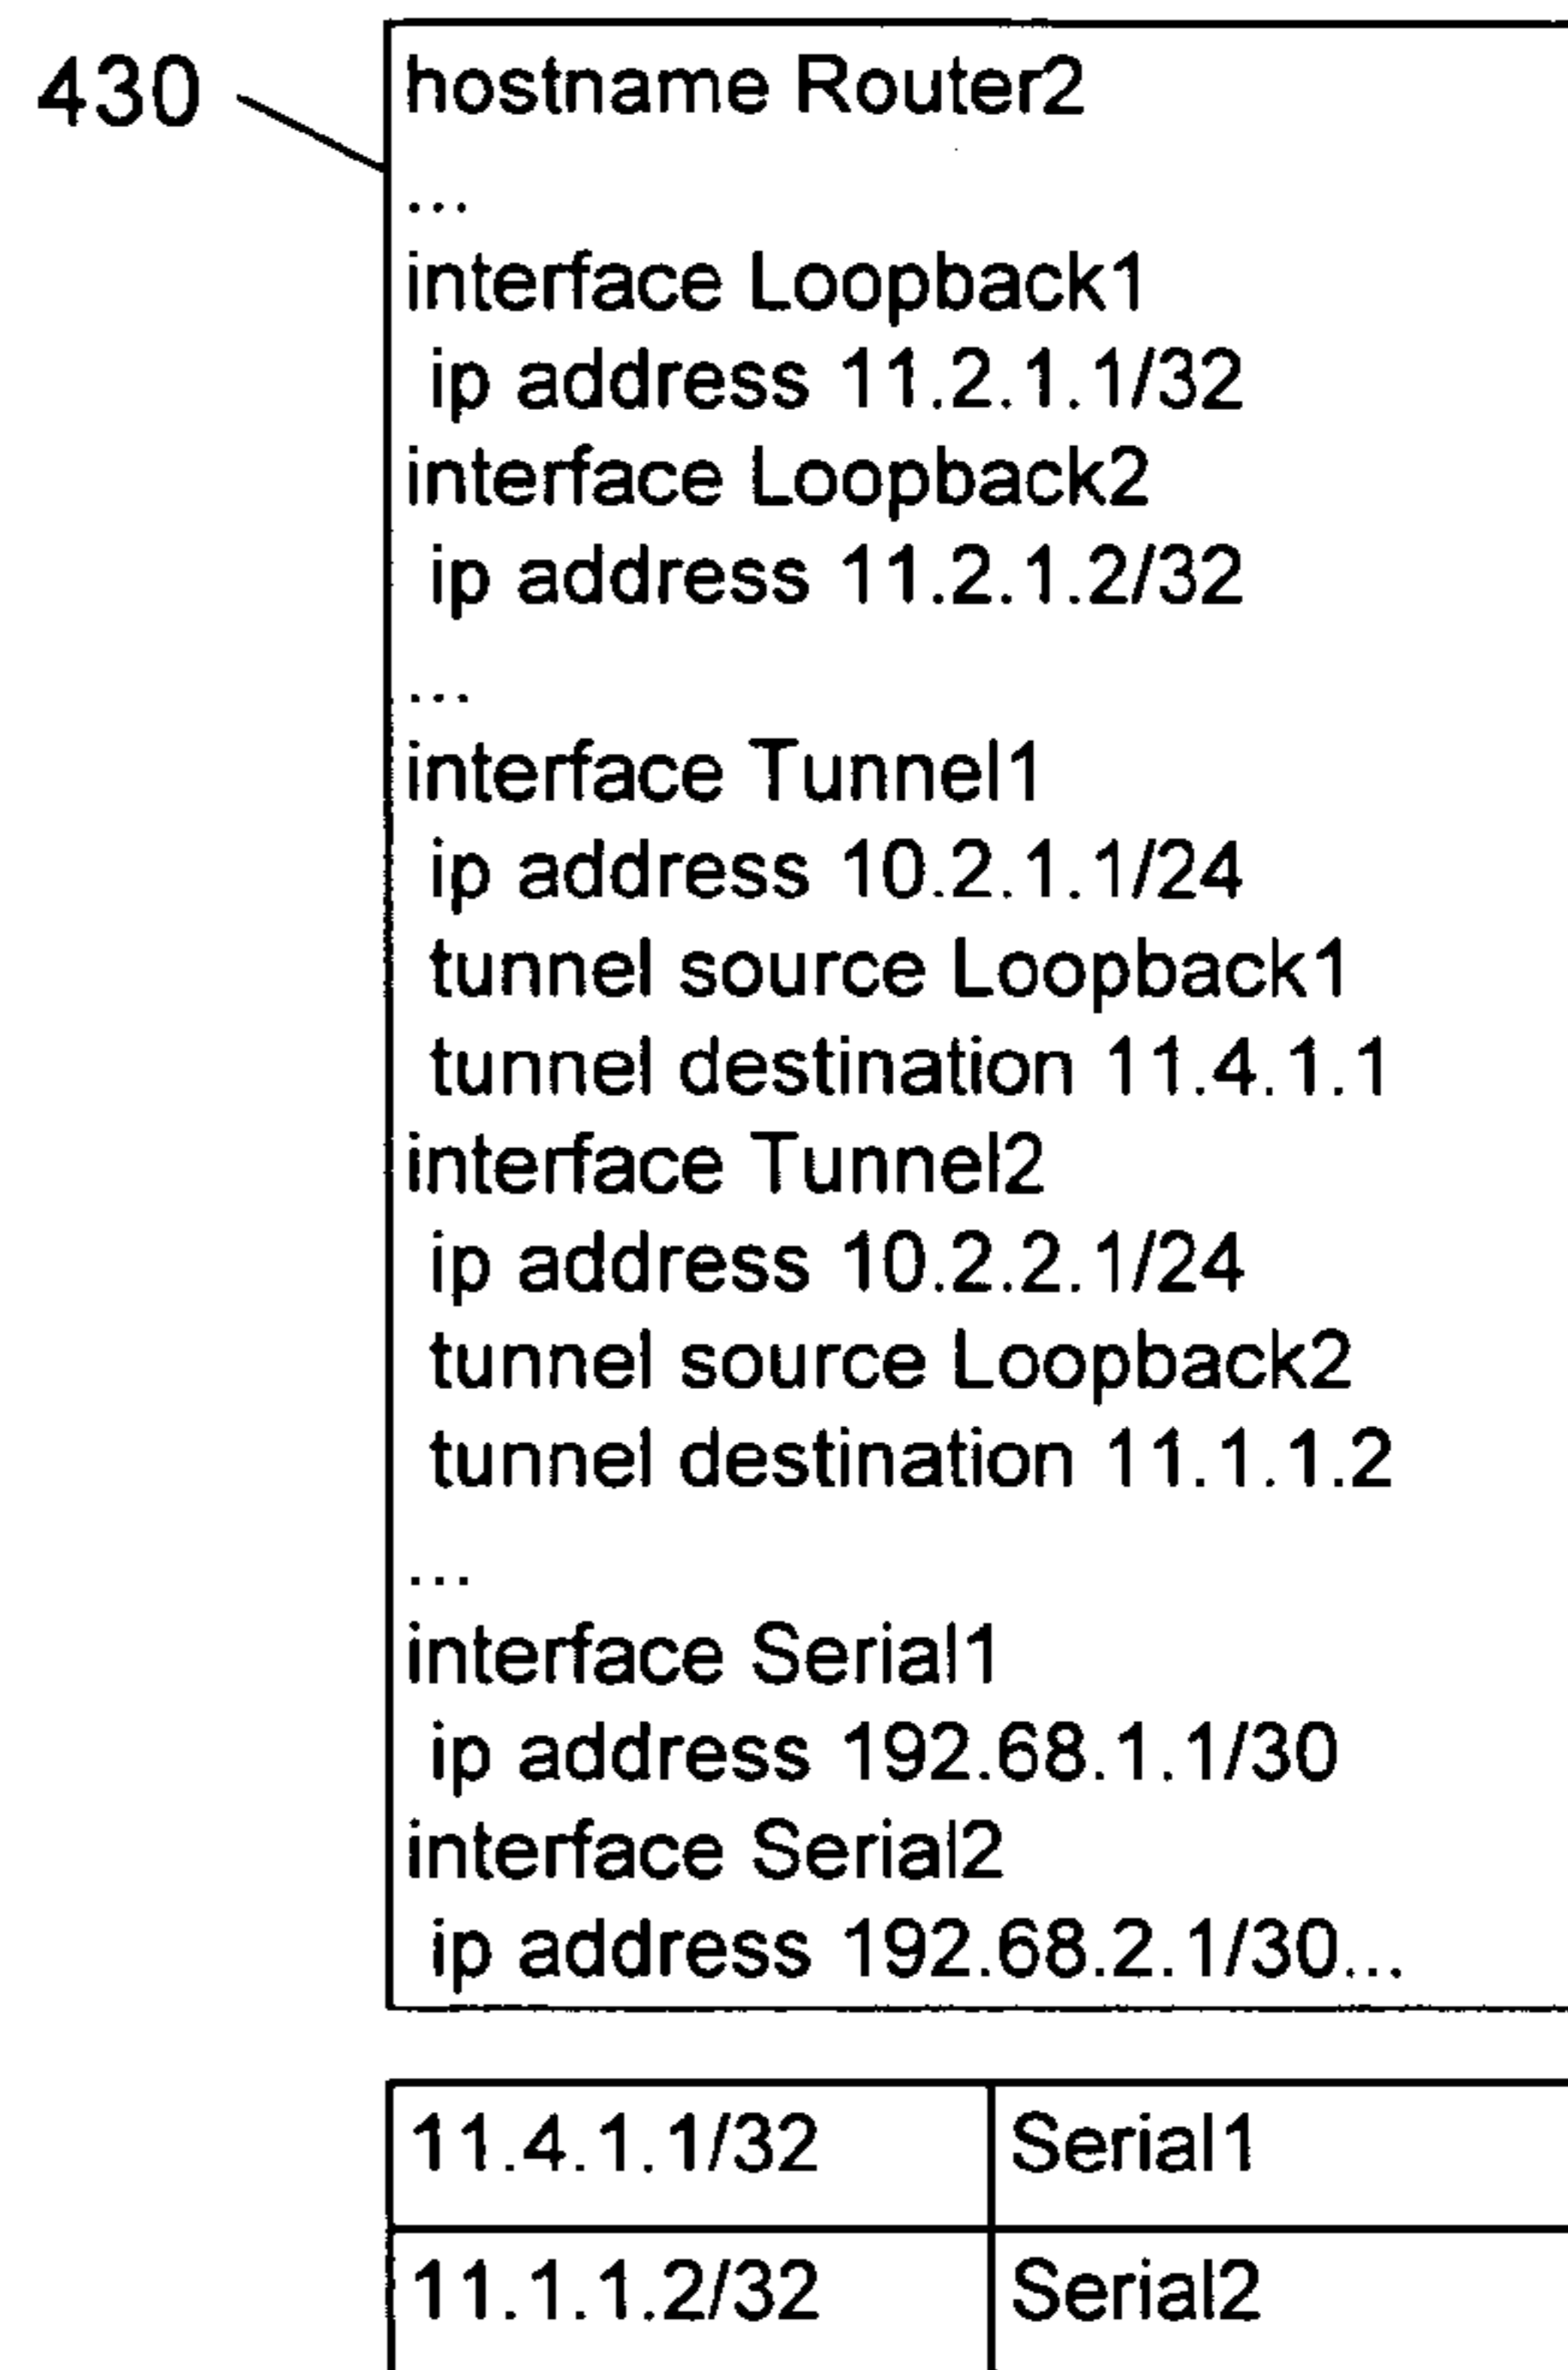 430
hostname Router2
...
interface Loopback1
ip address 11.2.1.1/32
interface Loopback2
ip address 11.2.1.2/32
...
interface Tunnel1
ip address 10.2.1.1/24
tunnel source Loopback1
tunnel destination 11.4.1.1
interface Tunnel2
ip address 10.2.2.1/24
tunnel source Loopback2
tunnel destination 11.1.1.2
...
interface Serial1
ip address 192.68.1.1/30
interface Serial2
ip address 192.68.2.1/30...
11.4.1.1/32 Serial1
11.1.1.2/32 Serial2